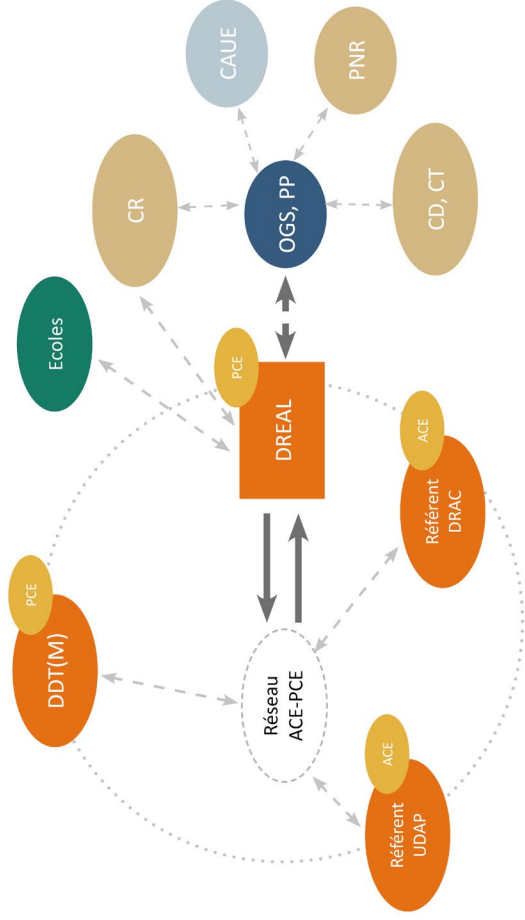 DDT(M)
PCE
Ecoles
CR
CAUE
Réseau
ACE-PCE
DREAL
PCE
OGS, PP
PNR
Référent
UDAP
ACE
Référent
DRAC
ACE
CD, CT